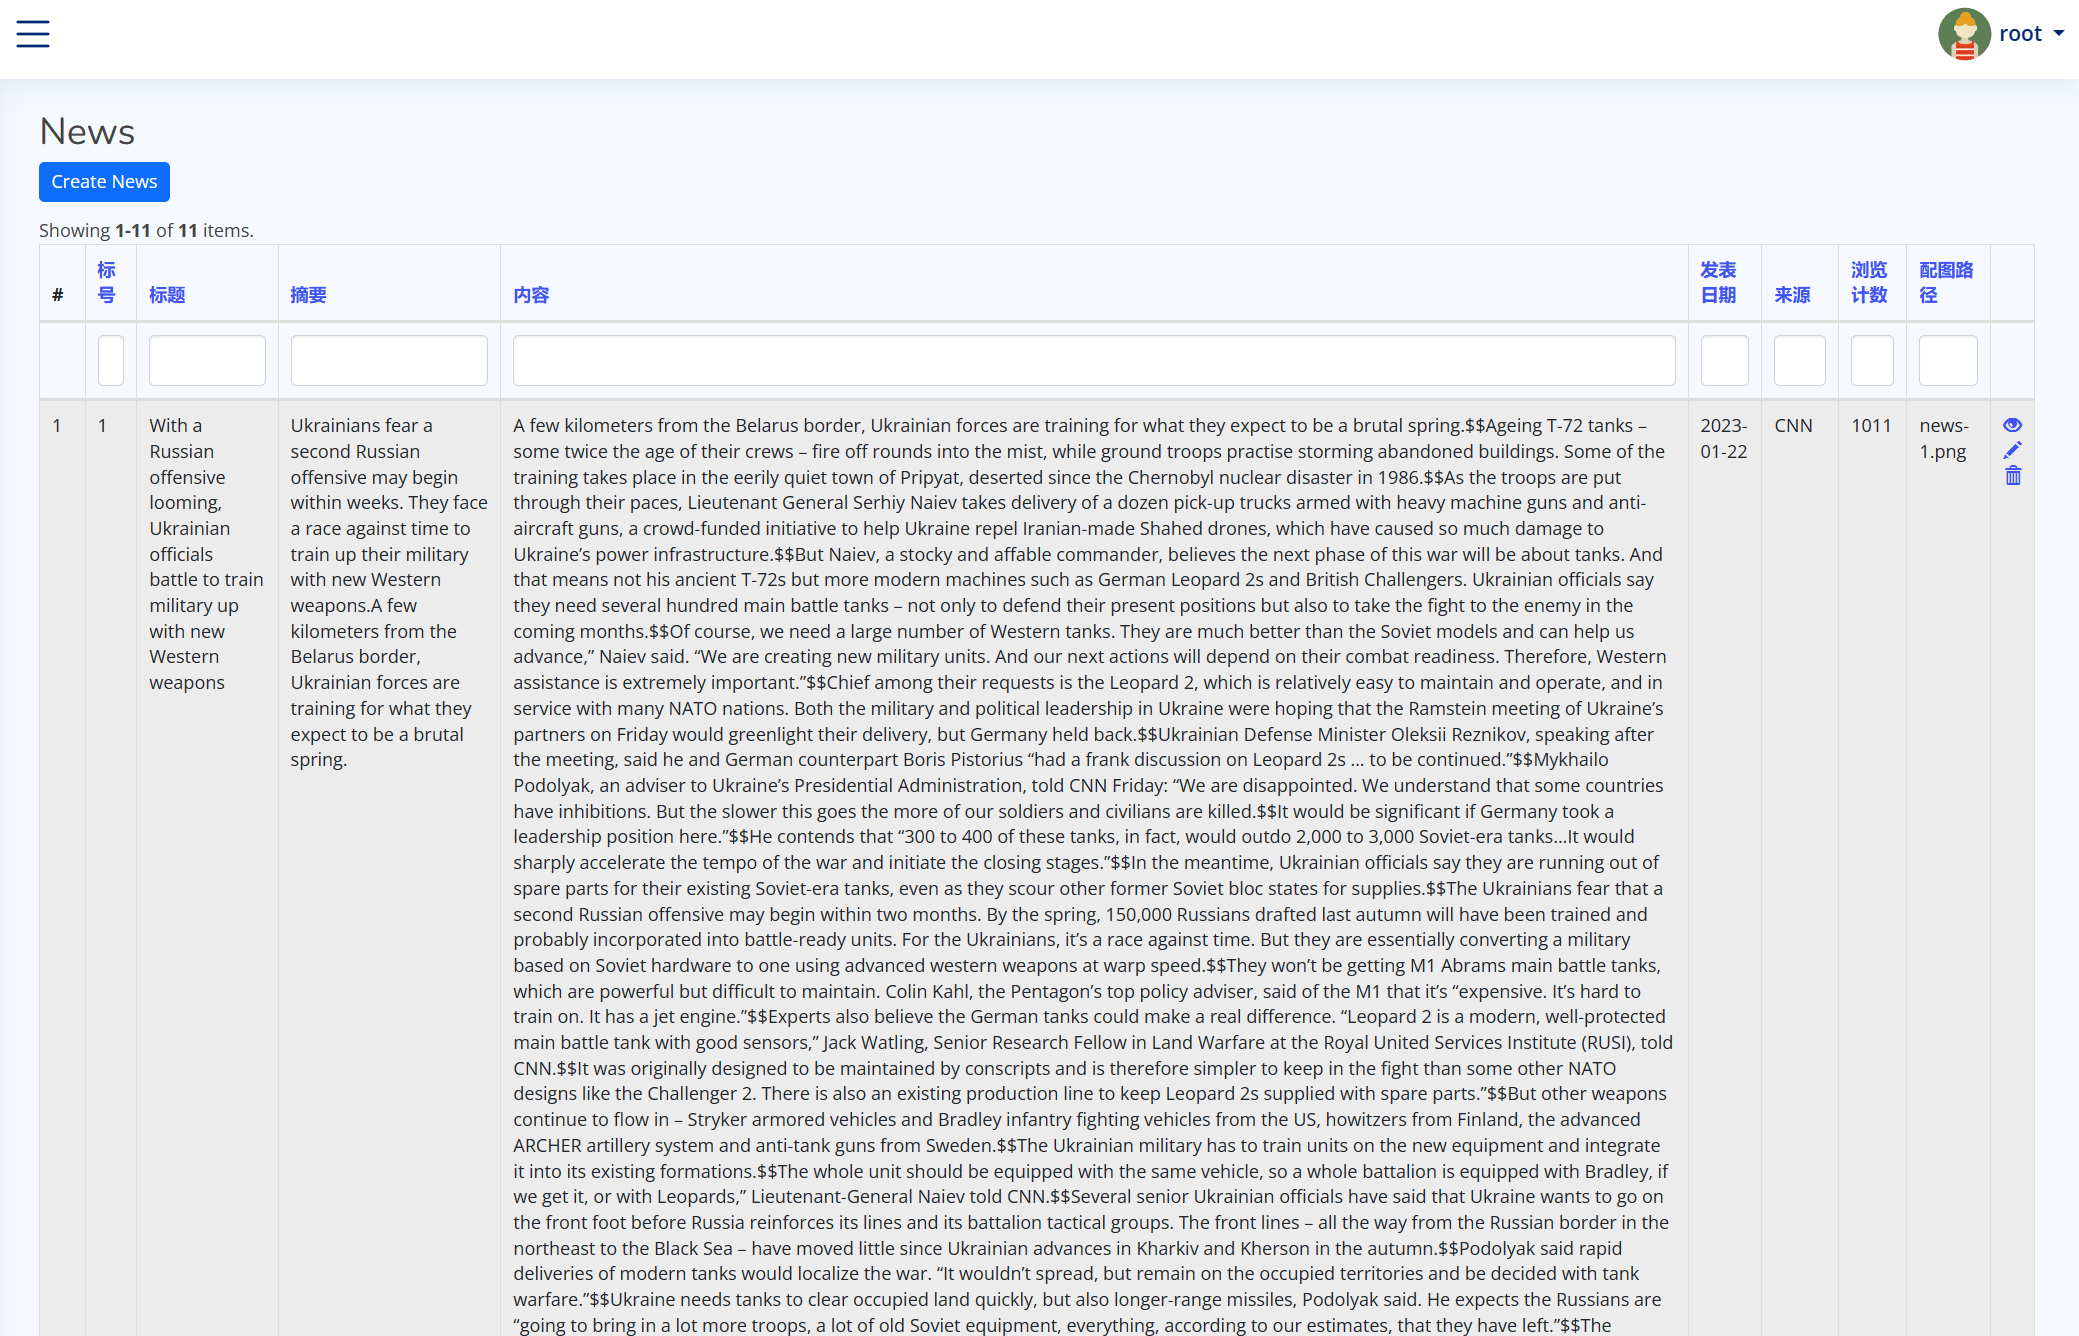 root
News
Create News
Showing 1-11 of 11 items.
#
标号
标题
摘要
内容
发表日期
来源
浏览计数
配图路径
1
1
With a
Russian
offensive
looming,
Ukrainian
officials
battle to train
military up
with new
Western
weapons
Ukrainians fear a
second Russian
offensive may begin
within weeks. They face
a race against time to
train up their military
with new Western
weapons.A few
kilometers from the
Belarus border,
Ukrainian forces are
training for what they
expect to be a brutal
spring.
A few kilometers from the Belarus border, Ukrainian forces are training for what they expect to be a brutal spring.$$Ageing T-72 tanks –
some twice the age of their crews – fire off rounds into the mist, while ground troops practise storming abandoned buildings. Some of the
training takes place in the eerily quiet town of Pripyat, deserted since the Chernobyl nuclear disaster in 1986.$$As the troops are put
through their paces, Lieutenant General Serhiy Naiev takes delivery of a dozen pick-up trucks armed with heavy machine guns and anti-
aircraft guns, a crowd-funded initiative to help Ukraine repel Iranian-made Shahed drones, which have caused so much damage to
Ukraine’s power infrastructure.$$But Naiev, a stocky and affable commander, believes the next phase of this war will be about tanks. And
that means not his ancient T-72s but more modern machines such as German Leopard 2s and British Challengers. Ukrainian officials say
they need several hundred main battle tanks – not only to defend their present positions but also to take the fight to the enemy in the
coming months.$$Of course, we need a large number of Western tanks. They are much better than the Soviet models and can help us
advance,” Naiev said. “We are creating new military units. And our next actions will depend on their combat readiness. Therefore, Western
assistance is extremely important.”$$Chief among their requests is the Leopard 2, which is relatively easy to maintain and operate, and in
service with many NATO nations. Both the military and political leadership in Ukraine were hoping that the Ramstein meeting of Ukraine’s
partners on Friday would greenlight their delivery, but Germany held back.$$Ukrainian Defense Minister Oleksii Reznikov, speaking after
the meeting, said he and German counterpart Boris Pistorius “had a frank discussion on Leopard 2s ... to be continued.”$$Mykhailo
Podolyak, an adviser to Ukraine’s Presidential Administration, told CNN Friday: “We are disappointed. We understand that some countries
have inhibitions. But the slower this goes the more of our soldiers and civilians are killed.$$It would be significant if Germany took a
leadership position here.”$$He contends that “300 to 400 of these tanks, in fact, would outdo 2,000 to 3,000 Soviet-era tanks…It would
sharply accelerate the tempo of the war and initiate the closing stages.”$$In the meantime, Ukrainian officials say they are running out of
spare parts for their existing Soviet-era tanks, even as they scour other former Soviet bloc states for supplies.$$The Ukrainians fear that a
second Russian offensive may begin within two months. By the spring, 150,000 Russians drafted last autumn will have been trained and
probably incorporated into battle-ready units. For the Ukrainians, it’s a race against time. But they are essentially converting a military
based on Soviet hardware to one using advanced western weapons at warp speed.$$They won’t be getting M1 Abrams main battle tanks,
which are powerful but difficult to maintain. Colin Kahl, the Pentagon’s top policy adviser, said of the M1 that it’s “expensive. It’s hard to
train on. It has a jet engine.”$$Experts also believe the German tanks could make a real difference. “Leopard 2 is a modern, well-protected
main battle tank with good sensors,” Jack Watling, Senior Research Fellow in Land Warfare at the Royal United Services Institute (RUSI), told
CNN.$$It was originally designed to be maintained by conscripts and is therefore simpler to keep in the fight than some other NATO
designs like the Challenger 2. There is also an existing production line to keep Leopard 2s supplied with spare parts.”$$But other weapons
continue to flow in – Stryker armored vehicles and Bradley infantry fighting vehicles from the US, howitzers from Finland, the advanced
ARCHER artillery system and anti-tank guns from Sweden.$$The Ukrainian military has to train units on the new equipment and integrate
it into its existing formations.$$The whole unit should be equipped with the same vehicle, so a whole battalion is equipped with Bradley, if
we get it, or with Leopards,” Lieutenant-General Naiev told CNN.$$Several senior Ukrainian officials have said that Ukraine wants to go on
the front foot before Russia reinforces its lines and its battalion tactical groups. The front lines – all the way from the Russian border in the
northeast to the Black Sea – have moved little since Ukrainian advances in Kharkiv and Kherson in the autumn.$$Podolyak said rapid
deliveries of modern tanks would localize the war. “It wouldn’t spread, but remain on the occupied territories and be decided with tank
warfare.”$$Ukraine needs tanks to clear occupied land quickly, but also longer-range missiles, Podolyak said. He expects the Russians are
“going to bring in a lot more troops, a lot of old Soviet equipment, everything, according to our estimates, that they have left.”$$The
2023-
01-22
CNN
1011
news-
1.png